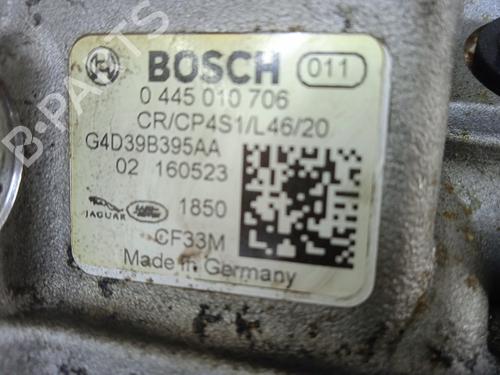 BOSCH 011
0 445 010 706
CR/CP4S1/L46/20
G4D39B395AA
02 160523
JAGUAR 1850
CF33M
Made in Germany